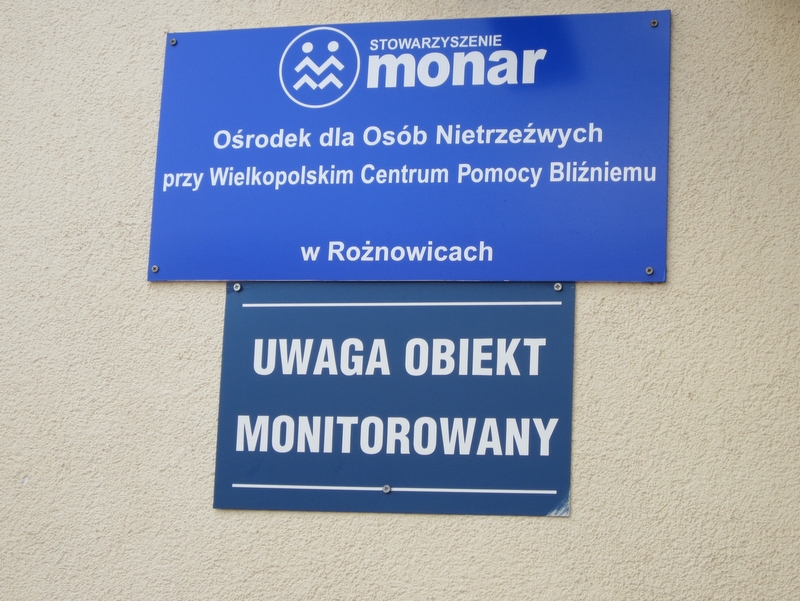 STOWARZYSZENIE
monar
Ośrodek dla Osób Nietrzeźwych
przy Wielkopolskim Centrum Pomocy Bliźniemu
w Rożnowicach
UWAGA OBIEKT
MONITOROWANY